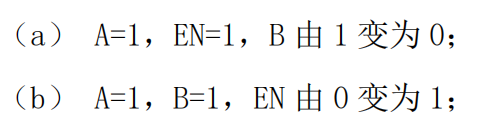 （a） A=1，EN=1，B 由 1 变为 0；
（b） A=1，B=1，EN 由 0 变为 1；